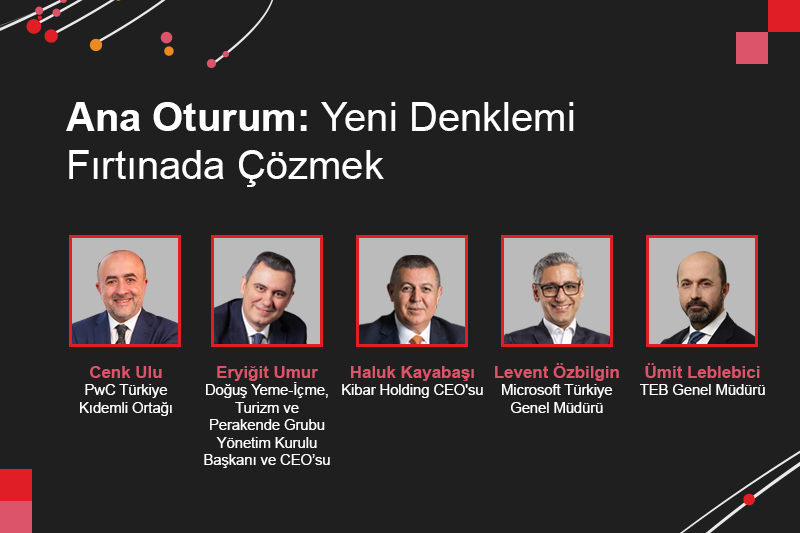 Ana Oturum: Yeni Denklemi
Fırtınada Çözmek
Cenk Ulu
PwC Türkiye
Kıdemli Ortağı
Eryiğit Umur
Doğuş Yeme-İçme,
Turizm ve
Perakende Grubu
Yönetim Kurulu
Başkanı ve CEO’su
Haluk Kayabaşı
Kibar Holding CEO'su
Levent Özbilgin
Microsoft Türkiye
Genel Müdürü
Ümit Leblebici
TEB Genel Müdürü